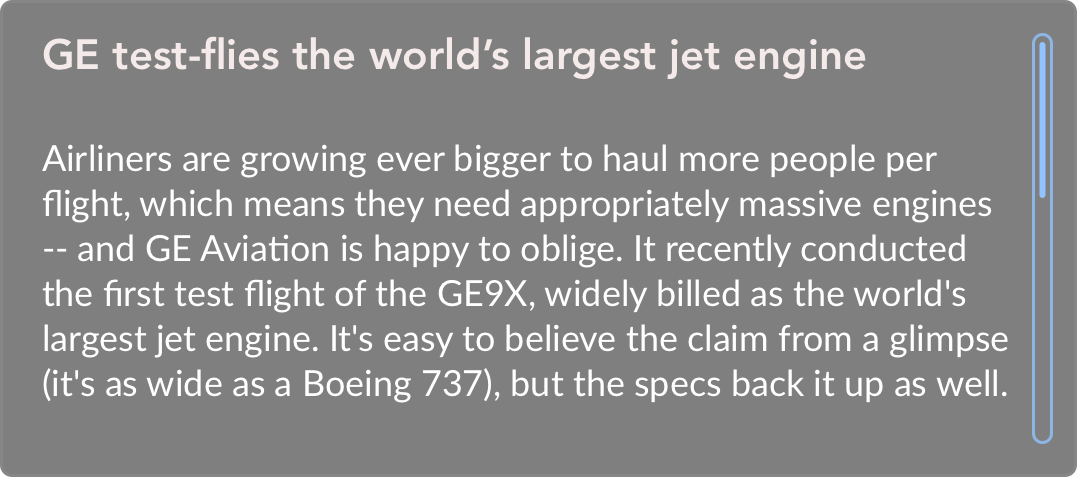 GE test-flies the world’s largest jet engine
Airliners are growing ever bigger to haul more people per
flight, which means they need appropriately massive engines
-- and GE Aviation is happy to oblige. It recently conducted
the first test flight of the GE9X, widely billed as the world's
largest jet engine. It's easy to believe the claim from a glimpse
(it's as wide as a Boeing 737), but the specs back it up as well.